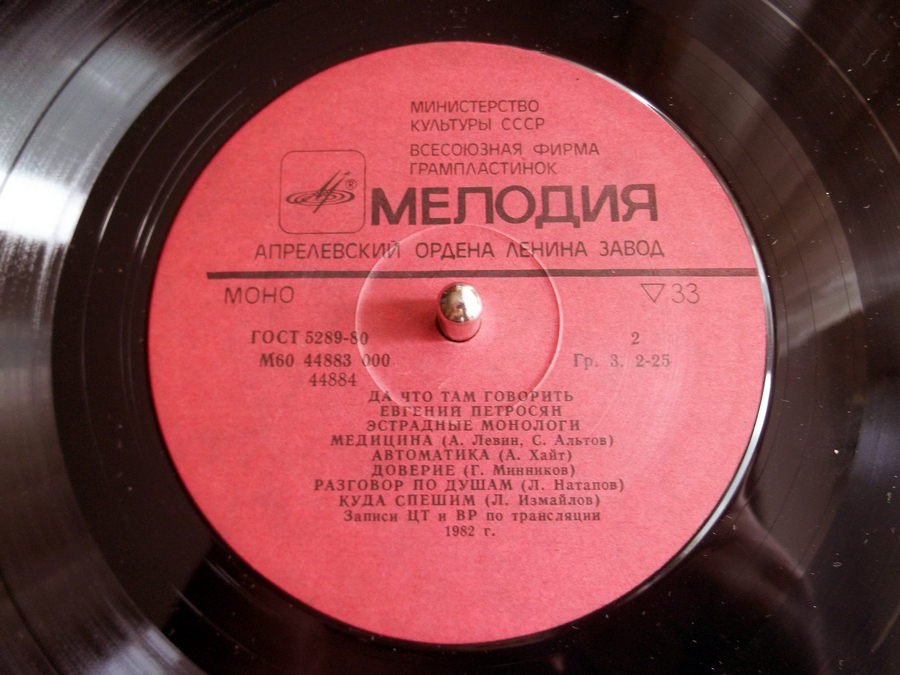 МИНИСТЕРСТВО
КУЛЬТУРЫ СССР
ВСЕСОЮЗНАЯ ФИРМА
ГРАМПЛАСТИНОК
® МЕЛОДИЯ
АПРЕЛЕВСКИЙ ОРДЕНА ЛЕНИНА ЗАВОД
МОНО ▽ 33
ГОСТ 5289-80 2
М60 44883 000 Гр. 3. 2-25
44884
ДА ЧТО ТАМ ГОВОРИТЬ
ЕВГЕНИЙ ПЕТРОСЯН
ЭСТРАДНЫЕ МОНОЛОГИ
МЕДИЦИНА (А. Левин, С. Альтов)
АВТОМАТИКА (А. Хайт)
ДОВЕРИЕ (Г. Минников)
РАЗГОВОР ПО ДУШАМ (Л. Натапов)
КУДА СПЕШИМ (Л. Измайлов)
Записи ЦТ и ВР по трансляции
1982 г.